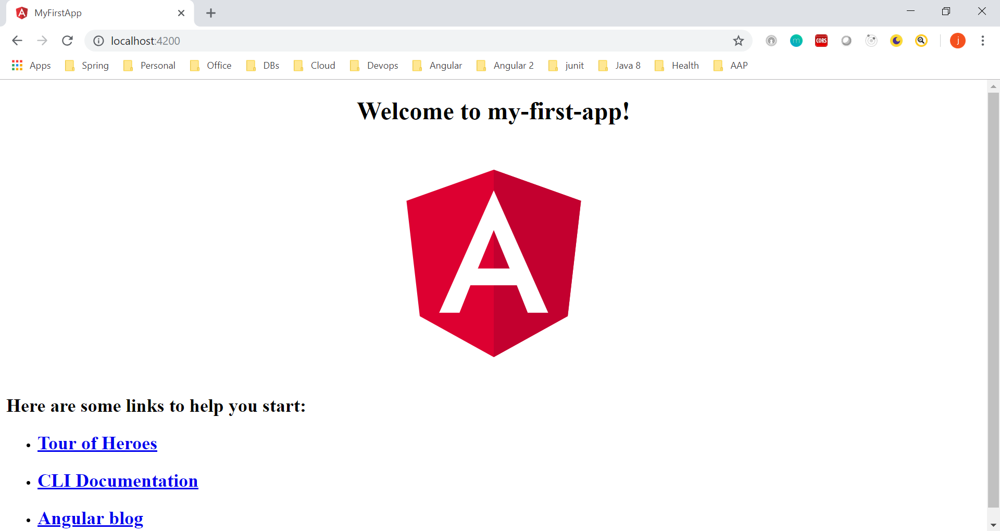 MyFirstApp
localhost:4200
CORS
j
Apps Spring Personal Office DBs Cloud Devops Angular Angular 2 junit Java 8 Health AAP
Welcome to my-first-app!
A
Here are some links to help you start:
Tour of Heroes
CLI Documentation
Angular blog